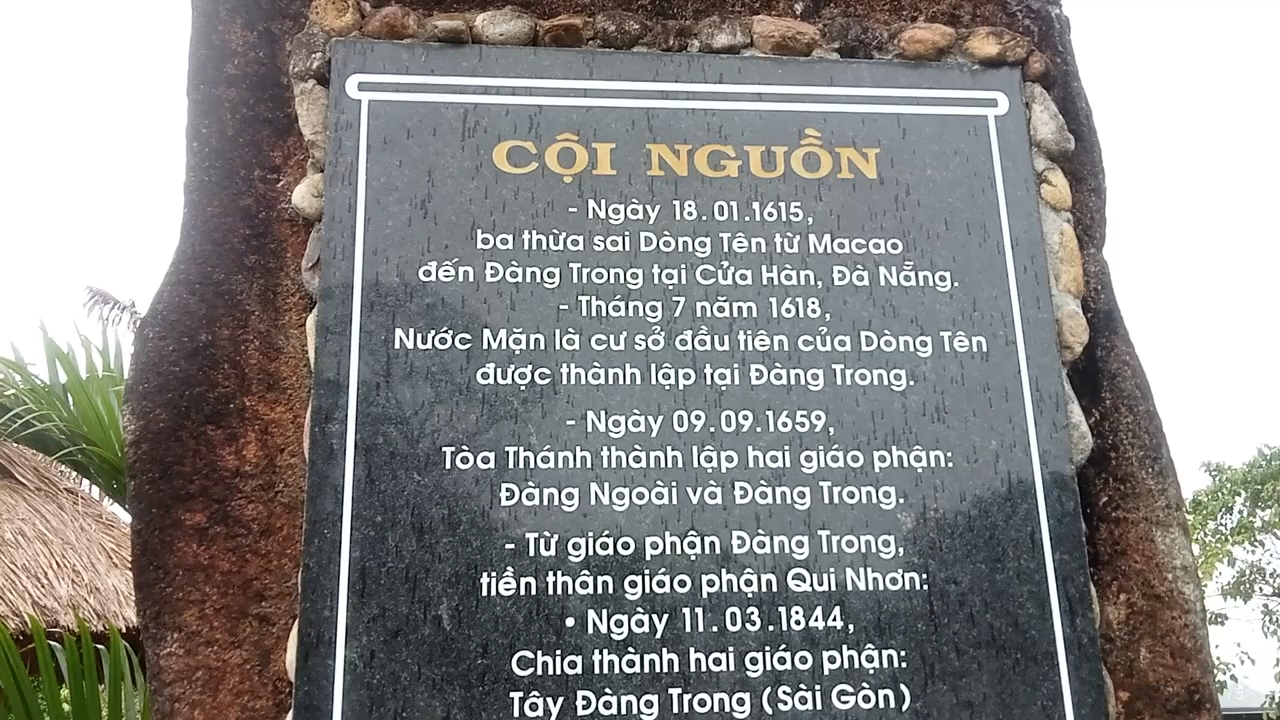 CỘI NGUỒN
- Ngày 18.01.1615,
ba thừa sai Dòng Tên từ Macao
đến Đàng Trong tại Cửa Hàn, Đà Nẵng.
- Tháng 7 năm 1618,
Nước Mặn là cư sở đầu tiên của Dòng Tên
được thành lập tại Đàng Trong.
- Ngày 09.09.1659,
Tòa Thánh thành lập hai giáo phận:
Đàng Ngoài và Đàng Trong.
- Từ giáo phận Đàng Trong,
tiền thân giáo phận Qui Nhơn:
• Ngày 11.03.1844,
Chia thành hai giáo phận:
Tây Đàng Trong (Sài Gòn)